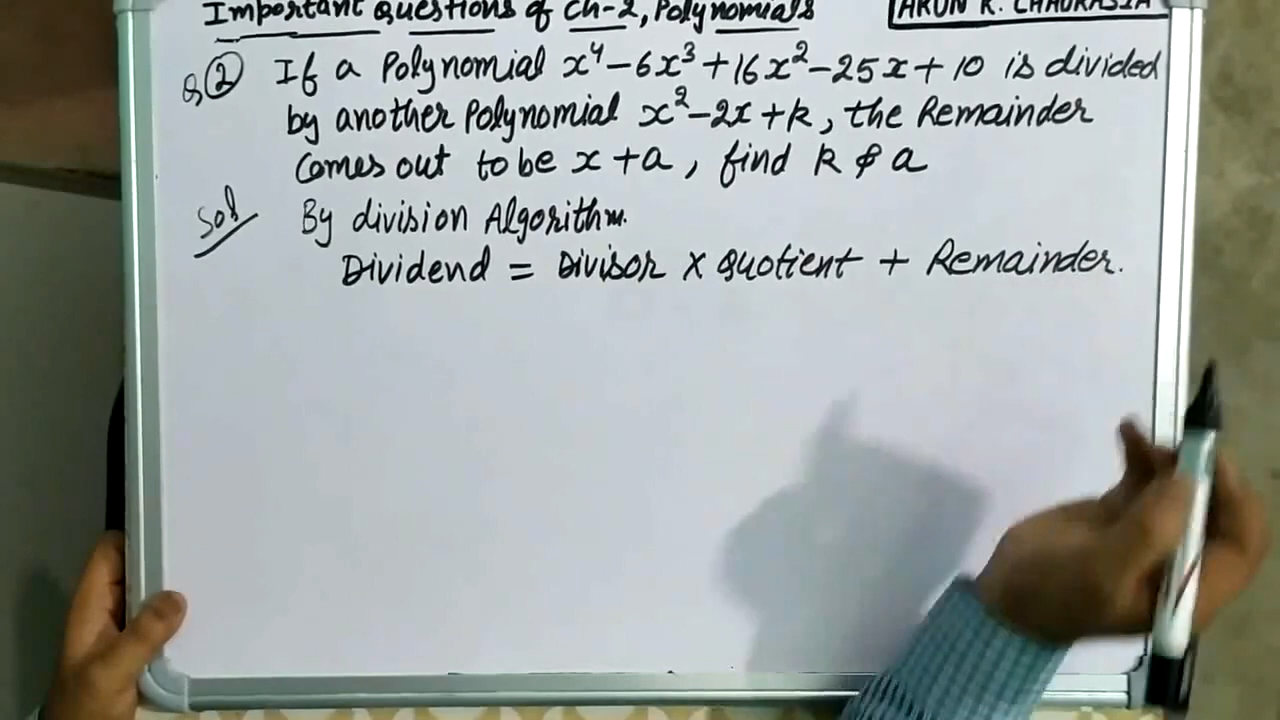 Important questions of ch-2, Polynomials
ARUN K. CHAURASIA
Q ② If a Polynomial x⁴-6x³+16x²-25x+10 is divided
by another Polynomial x²-2x+k, the Remainder
Comes out to be x+a, find k & a
Sol By division Algorithm.
Dividend = Divisor × quotient + Remainder.